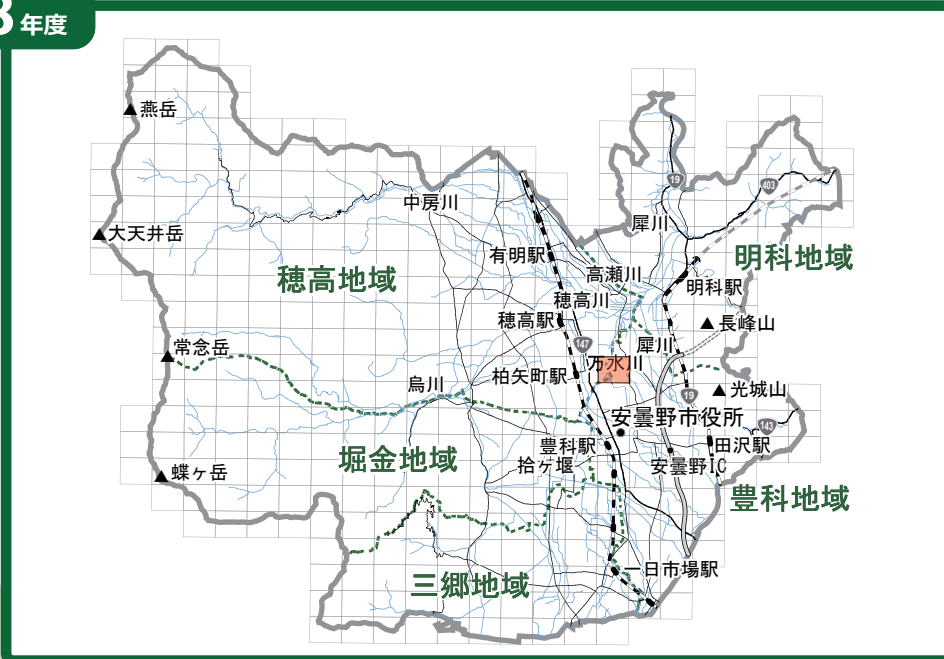 3年度
燕岳
19
403
中房川
犀川
大天井岳
明科地域
有明駅
高瀬川
穂高地域
明科駅
穂高川
穂高駅
長峰山
147
犀川
常念岳
万水川
柏矢町駅
烏川
光城山
19
安曇野市役所
143
豊科駅
田沢駅
堀金地域
拾ヶ堰
安曇野IC
蝶ヶ岳
豊科地域
一日市場駅
三郷地域